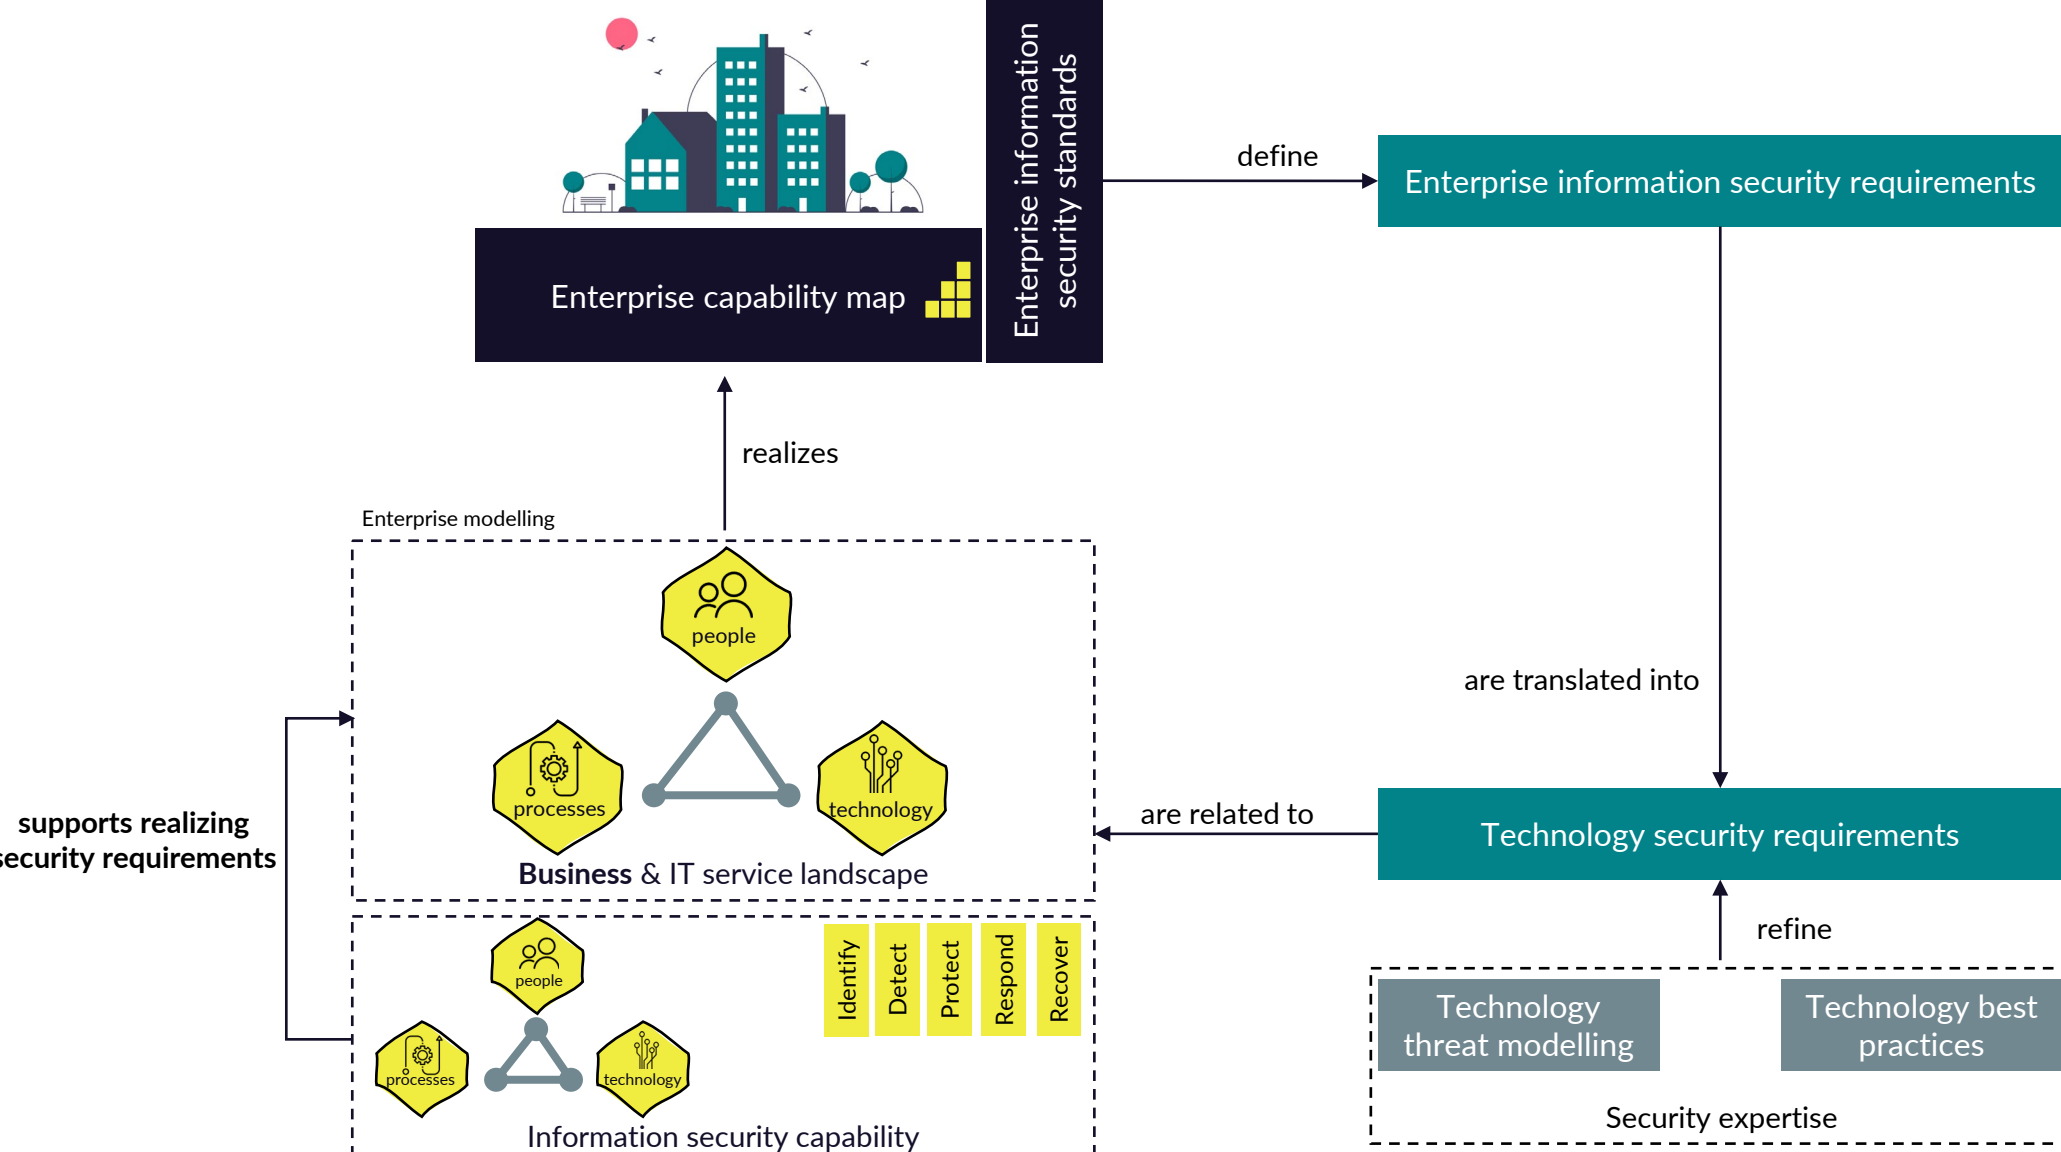 Enterprise information
security standards
define
Enterprise information security requirements
Enterprise capability map
realizes
Enterprise modelling
people
are translated into
processes
technology
Business & IT service landscape
are related to
Technology security requirements
supports realizing
security requirements
refine
people
processes
technology
Identify
Detect
Protect
Respond
Recover
Information security capability
Technology
threat modelling
Technology best
practices
Security expertise